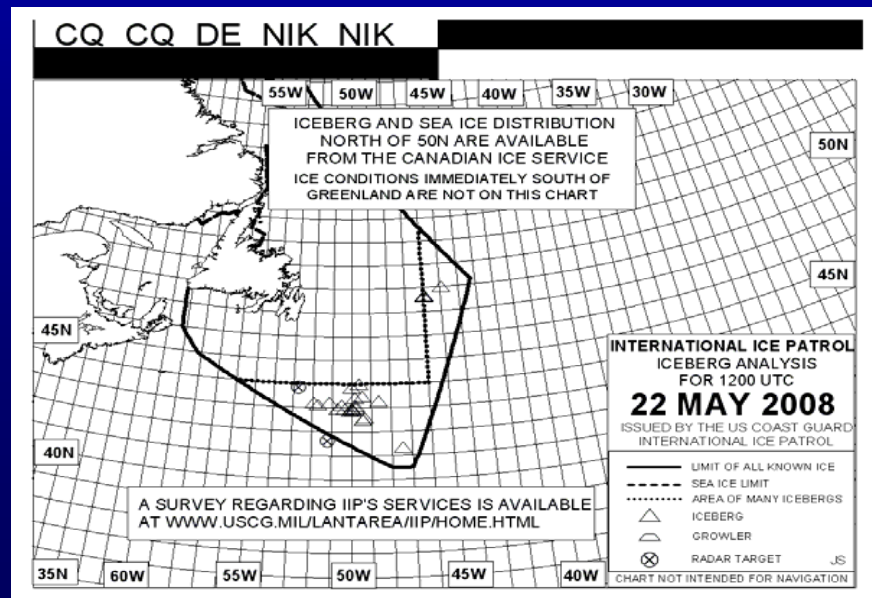 CQ CQ DE NIK NIK
55W 50W 45W 40W 35W 30W
ICEBERG AND SEA ICE DISTRIBUTION
NORTH OF 50N ARE AVAILABLE
FROM THE CANADIAN ICE SERVICE
ICE CONDITIONS IMMEDIATELY SOUTH OF
GREENLAND ARE NOT ON THIS CHART
50N
45N
45N
INTERNATIONAL ICE PATROL
ICEBERG ANALYSIS
FOR 1200 UTC
22 MAY 2008
ISSUED BY THE US COAST GUARD
INTERNATIONAL ICE PATROL
40N
LIMIT OF ALL KNOWN ICE
SEA ICE LIMIT
AREA OF MANY ICEBERGS
ICEBERG
GROWLER
RADAR TARGET JS
CHART NOT INTENDED FOR NAVIGATION
A SURVEY REGARDING IIP'S SERVICES IS AVAILABLE
AT WWW.USCG.MIL/LANTAREA/IIP/HOME.HTML
35N 60W 55W 50W 45W 40W